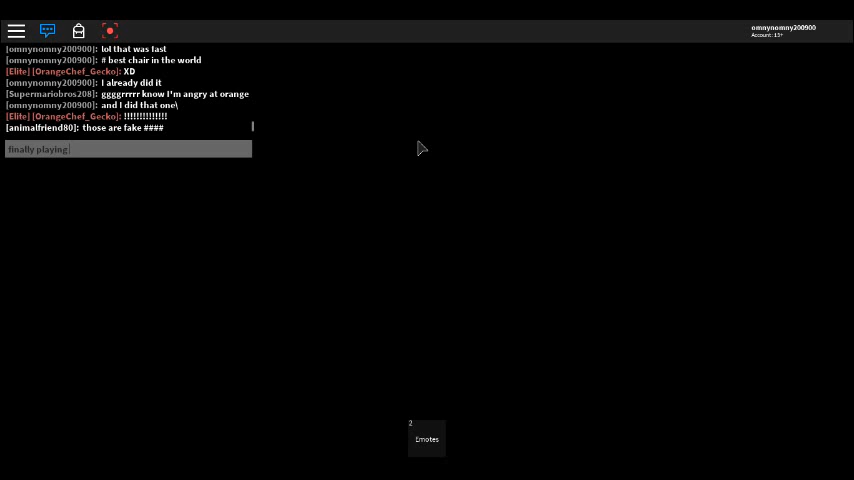 omnynomny200900
Account: 13+
[omnynomny200900]: lol that was fast
[omnynomny200900]: # best chair in the world
[Elite] [OrangeChef_Gecko]: XD
[omnynomny200900]: I already did it
[Supermariobros208]: ggggrrrrr know I'm angry at orange
[omnynomny200900]: and I did that one\
[Elite] [OrangeChef_Gecko]: !!!!!!!!!!!!!!
[animalfriend80]: those are fake ####
finally playing
2
Emotes